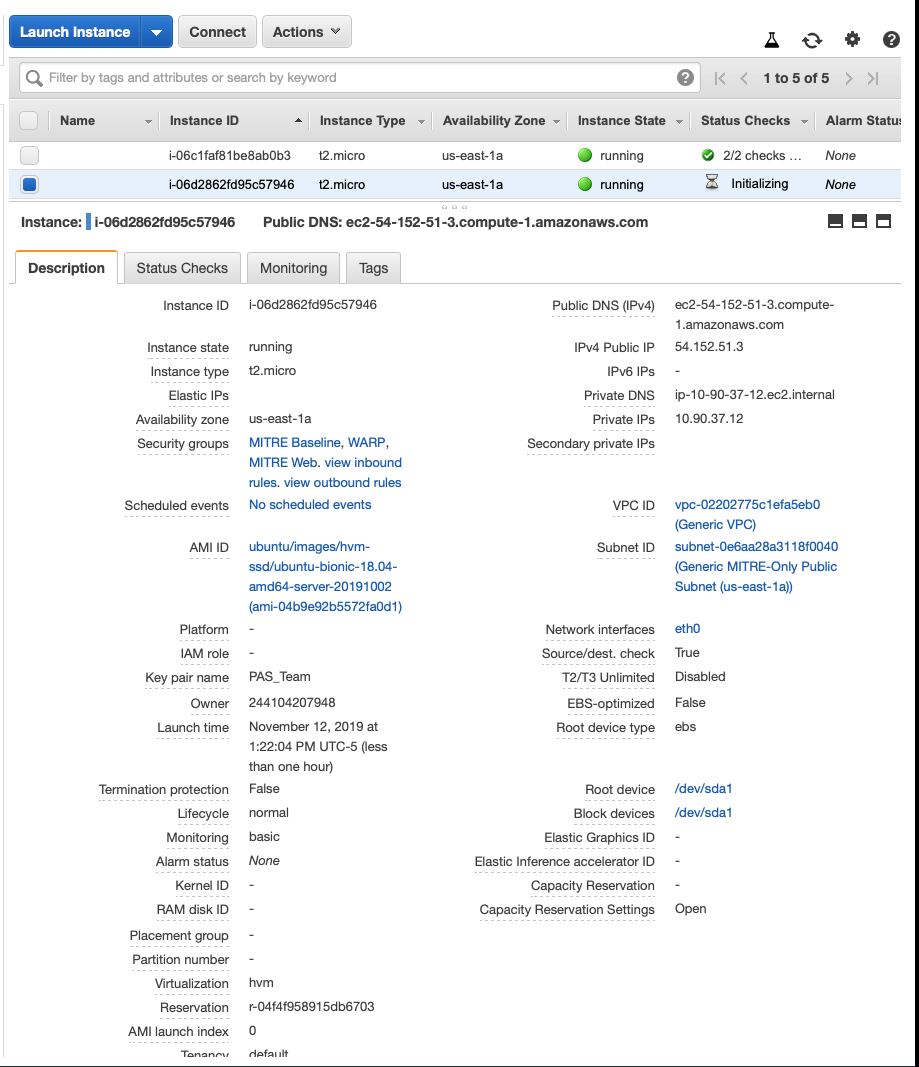 Launch Instance Connect Actions
Filter by tags and attributes or search by keyword 1 to 5 of 5
Name Instance ID Instance Type Availability Zone Instance State Status Checks Alarm Status
i-06c1faf81be8ab0b3 t2.micro us-east-1a running 2/2 checks ... None
i-06d2862fd95c57946 t2.micro us-east-1a running Initializing None
Instance: i-06d2862fd95c57946 Public DNS: ec2-54-152-51-3.compute-1.amazonaws.com
Description Status Checks Monitoring Tags
Instance ID i-06d2862fd95c57946 Public DNS (IPv4) ec2-54-152-51-3.compute-
1.amazonaws.com
Instance state running IPv4 Public IP 54.152.51.3
Instance type t2.micro IPv6 IPs -
Elastic IPs Private DNS ip-10-90-37-12.ec2.internal
Availability zone us-east-1a Private IPs 10.90.37.12
Security groups MITRE Baseline, WARP, Secondary private IPs
MITRE Web. view inbound
rules. view outbound rules
Scheduled events No scheduled events VPC ID vpc-02202775c1efa5eb0
(Generic VPC)
AMI ID ubuntu/images/hvm- Subnet ID subnet-0e6aa28a3118f0040
ssd/ubuntu-bionic-18.04- (Generic MITRE-Only Public
amd64-server-20191002 Subnet (us-east-1a))
(ami-04b9e92b5572fa0d1)
Platform - Network interfaces eth0
IAM role - Source/dest. check True
Key pair name PAS_Team T2/T3 Unlimited Disabled
Owner 244104207948 EBS-optimized False
Launch time November 12, 2019 at Root device type ebs
1:22:04 PM UTC-5 (less
than one hour)
Termination protection False Root device /dev/sda1
Lifecycle normal Block devices /dev/sda1
Monitoring basic Elastic Graphics ID -
Alarm status None Elastic Inference accelerator ID -
Kernel ID - Capacity Reservation -
RAM disk ID - Capacity Reservation Settings Open
Placement group -
Partition number -
Virtualization hvm
Reservation r-04f4f958915db6703
AMI launch index 0
Tenancy default